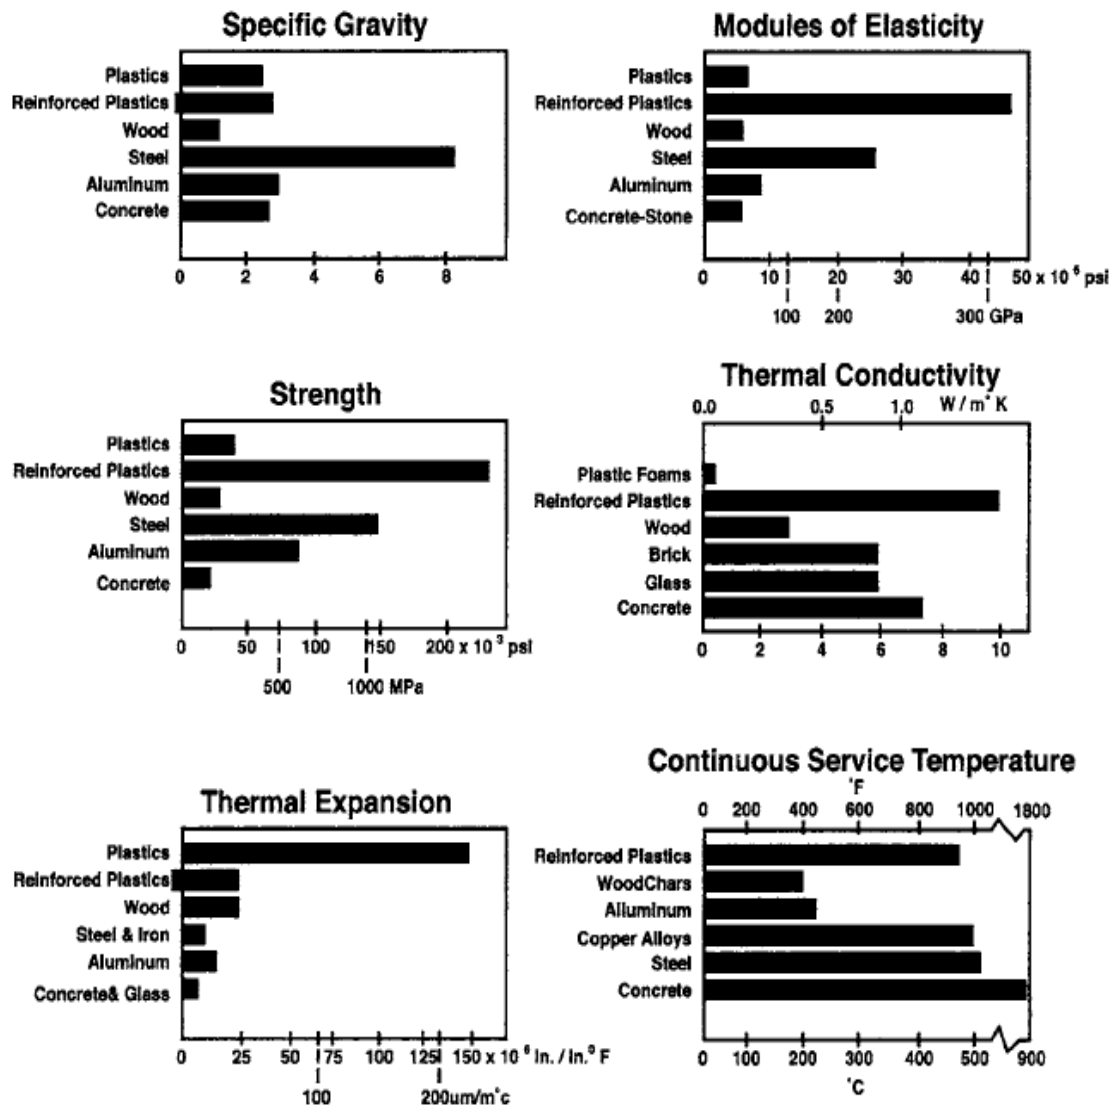 Specific Gravity
Plastics
Reinforced Plastics
Wood
Steel
Aluminum
Concrete
0 2 4 6 8
Modules of Elasticity
Plastics
Reinforced Plastics
Wood
Steel
Aluminum
Concrete-Stone
0 10 20 30 40 50 x 10 6 psi
100 200 300 GPa
Strength
Plastics
Reinforced Plastics
Wood
Steel
Aluminum
Concrete
0 50 100 150 200 x 10 3 psi
500 1000 MPa
Thermal Conductivity
0.0 0.5 1.0 W / m° K
Plastic Foams
Reinforced Plastics
Wood
Brick
Glass
Concrete
0 2 4 6 8 10
Thermal Expansion
Plastics
Reinforced Plastics
Wood
Steel & Iron
Aluminum
Concrete& Glass
0 25 50 75 100 125 150 x 10 6 in. / in.° F
100 200um/m°c
Continuous Service Temperature
°F
0 200 400 600 800 1000 1800
Reinforced Plastics
WoodChars
Alluminum
Copper Alloys
Steel
Concrete
0 100 200 300 400 500 900
°C